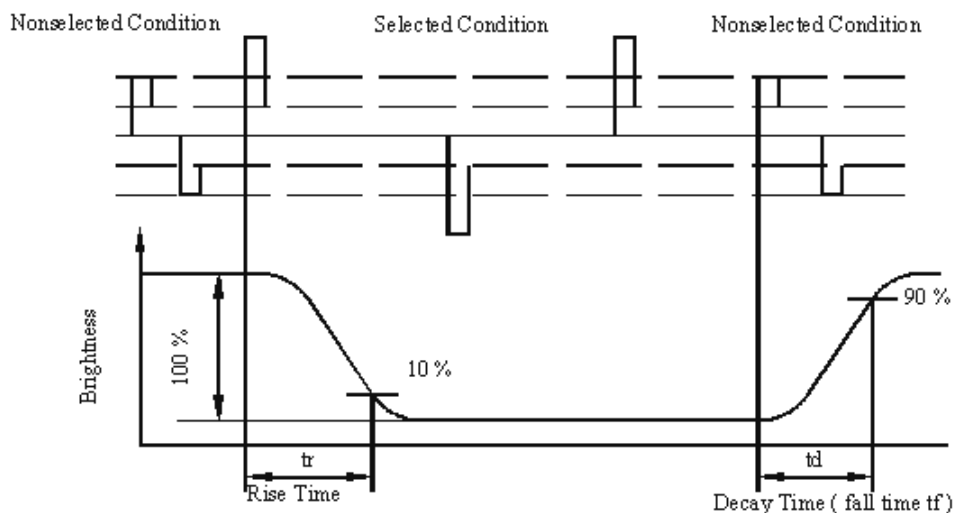 Nonselected Condition
Selected Condition
Nonselected Condition
Brightness
100 %
10 %
90 %
tr
Rise Time
td
Decay Time ( fall time tf )